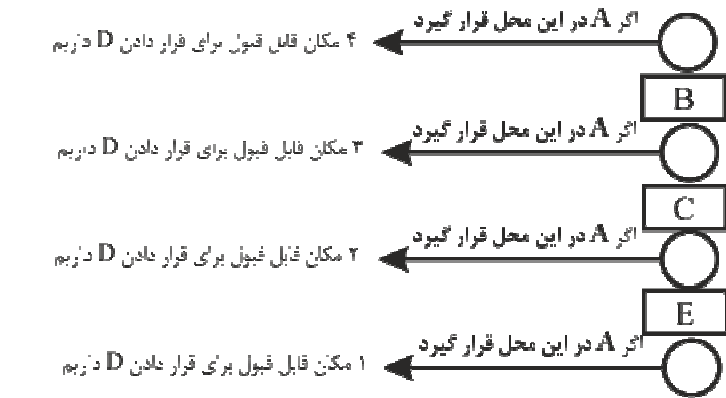 اگر A در این محل قرار گیرد ۴ مکان قابل قبول برای قرار دادن D داریم
B
اگر A در این محل قرار گیرد ۳ مکان قابل قبول برای قرار دادن D داریم
C
اگر A در این محل قرار گیرد ۲ مکان قابل قبول برای قرار دادن D داریم
E
اگر A در این محل قرار گیرد ۱ مکان قابل قبول برای قرار دادن D داریم